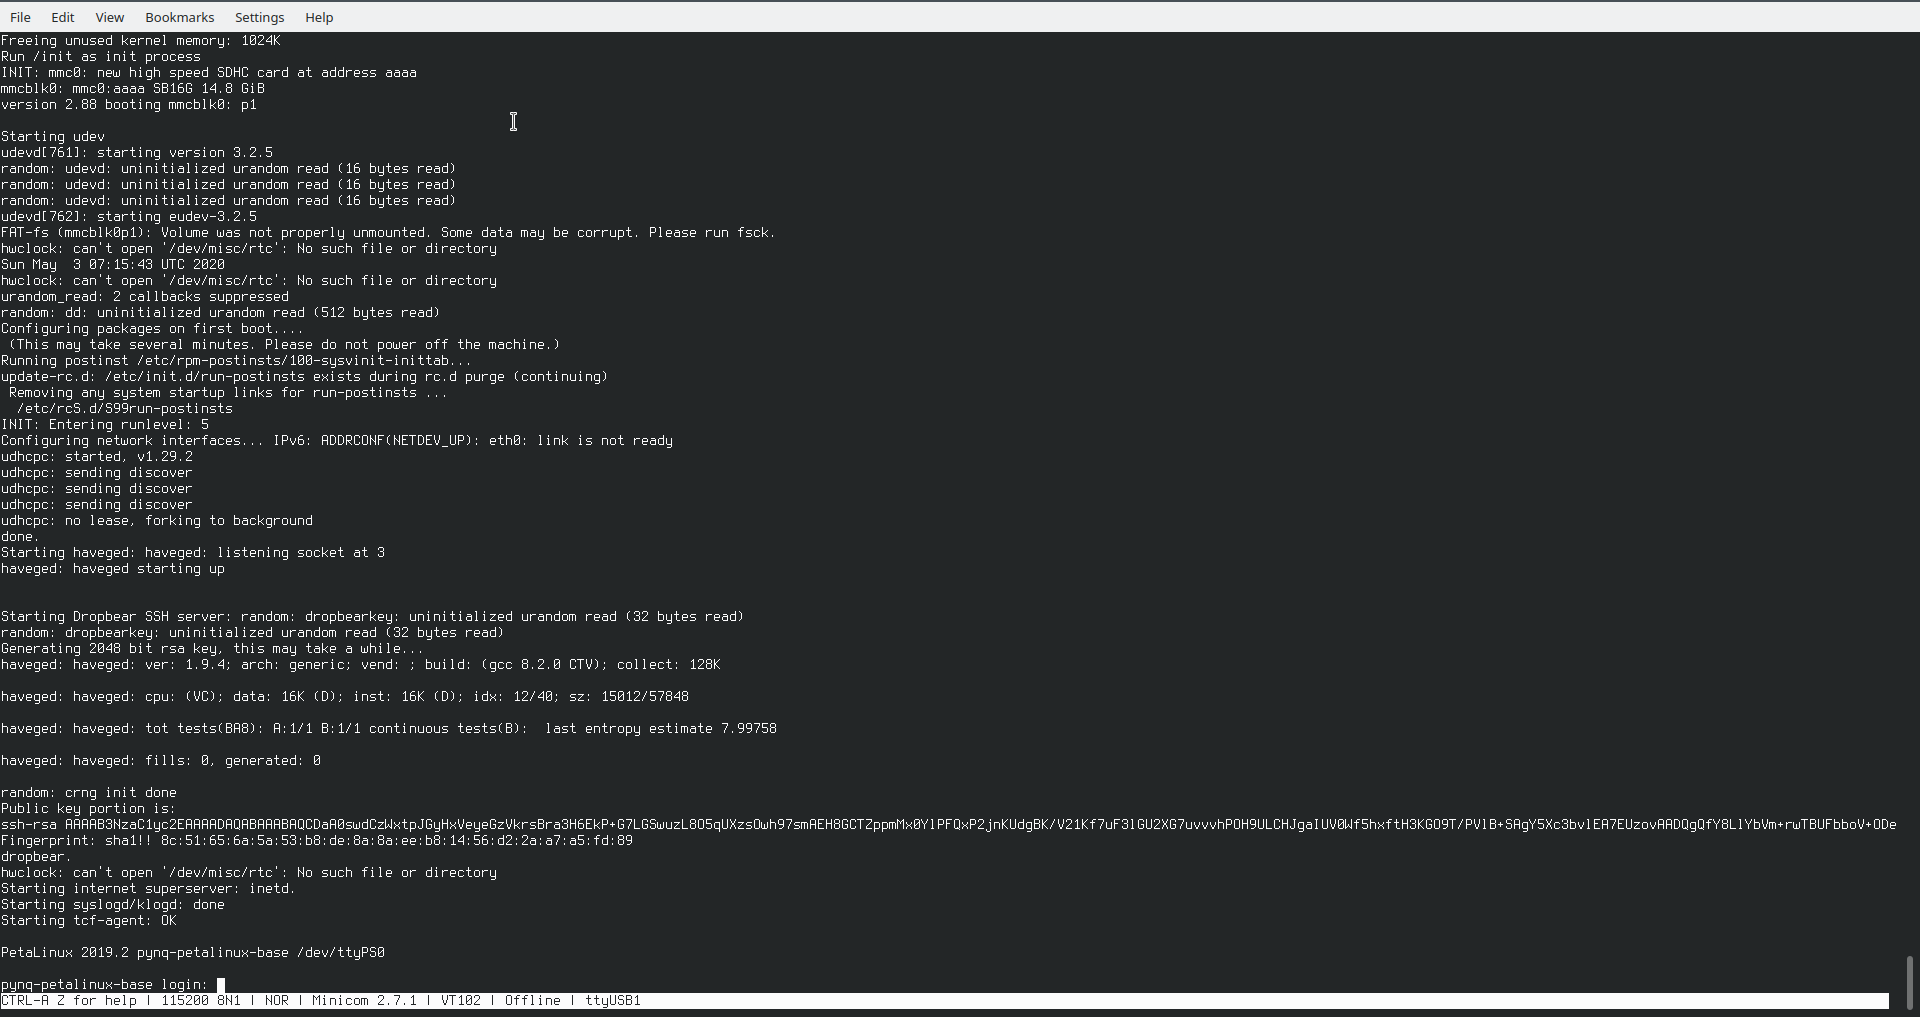 File Edit View Bookmarks Settings Help
Freeing unused kernel memory: 1024K
Run /init as init process
INIT: mmc0: new high speed SDHC card at address aaaa
mmcblk0: mmc0:aaaa SB16G 14.8 GiB
version 2.88 booting mmcblk0: p1
Starting udev
udevd[761]: starting version 3.2.5
random: udevd: uninitialized urandom read (16 bytes read)
random: udevd: uninitialized urandom read (16 bytes read)
random: udevd: uninitialized urandom read (16 bytes read)
udevd[762]: starting eudev-3.2.5
FAT-fs (mmcblk0p1): Volume was not properly unmounted. Some data may be corrupt. Please run fsck.
hwclock: can't open '/dev/misc/rtc': No such file or directory
Sun May  3 07:15:43 UTC 2020
hwclock: can't open '/dev/misc/rtc': No such file or directory
urandom_read: 2 callbacks suppressed
random: dd: uninitialized urandom read (512 bytes read)
Configuring packages on first boot....
 (This may take several minutes. Please do not power off the machine.)
Running postinst /etc/rpm-postinsts/100-sysvinit-inittab...
update-rc.d: /etc/init.d/run-postinsts exists during rc.d purge (continuing)
 Removing any system startup links for run-postinsts ...
  /etc/rcS.d/S99run-postinsts
INIT: Entering runlevel: 5
Configuring network interfaces... IPv6: ADDRCONF(NETDEV_UP): eth0: link is not ready
udhcpc: started, v1.29.2
udhcpc: sending discover
udhcpc: sending discover
udhcpc: sending discover
udhcpc: no lease, forking to background
done.
Starting haveged: haveged: listening socket at 3
haveged: haveged starting up
Starting Dropbear SSH server: random: dropbearkey: uninitialized urandom read (32 bytes read)
random: dropbearkey: uninitialized urandom read (32 bytes read)
Generating 2048 bit rsa key, this may take a while...
haveged: haveged: ver: 1.9.4; arch: generic; vend: ; build: (gcc 8.2.0 CTV); collect: 128K
haveged: haveged: cpu: (VC); data: 16K (D); inst: 16K (D); idx: 12/40; sz: 15012/57848
haveged: haveged: tot tests(BA8): A:1/1 B:1/1 continuous tests(B):  last entropy estimate 7.99758
haveged: haveged: fills: 0, generated: 0
random: crng init done
Public key portion is:
ssh-rsa AAAAB3NzaC1yc2EAAAADAQABAAABAQCDaA0swdCzWxtpJGyHxVeyeGzVkrsBra3H6EkP+G7LGSwuzL8O5qUXzsOwh97smAEH8GCTZppmMx0YlPFQxP2jnKUdgBK/V21Kf7uF3lGU2XG7uvvvhPOH9ULCHJgaIUV0Wf5hxftH3KGO9T/PVlB+SAgY5Xc3bvlEA7EUzovAADQgQfY8LlYbVm+rwTBUFbboV+ODe
Fingerprint: sha1!! 8c:51:65:6a:5a:53:b8:de:8a:8a:ee:b8:14:56:d2:2a:a7:a5:fd:89
dropbear.
hwclock: can't open '/dev/misc/rtc': No such file or directory
Starting internet superserver: inetd.
Starting syslogd/klogd: done
Starting tcf-agent: OK
PetaLinux 2019.2 pynq-petalinux-base /dev/ttyPS0
pynq-petalinux-base login:
CTRL-A Z for help | 115200 8N1 | NOR | Minicom 2.7.1 | VT102 | Offline | ttyUSB1